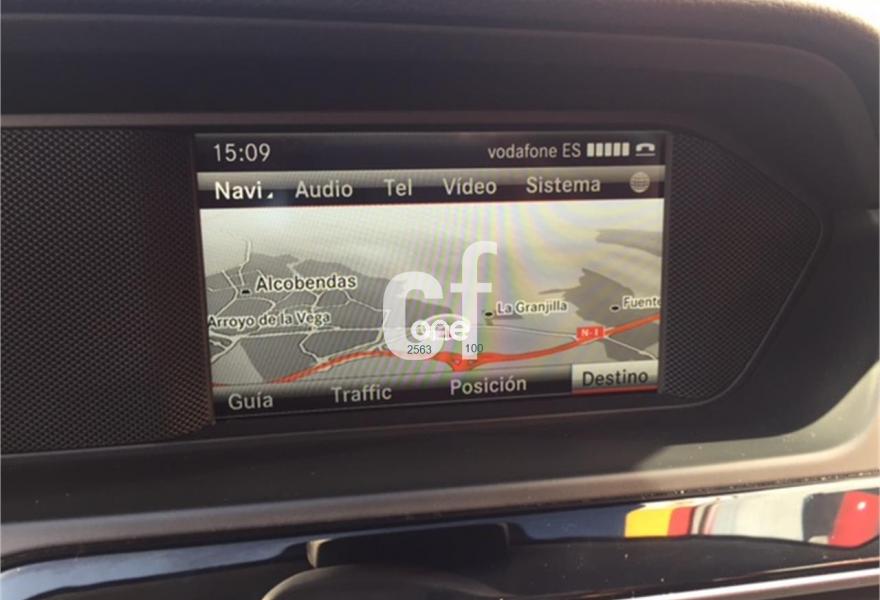 15:09 vodafone ES
Navi Audio Tel Vídeo Sistema
Alcobendas
La Granjilla Fuente
Arroyo de la Vega
cf
ope
N-I
2563 100
Guía Traffic Posición Destino